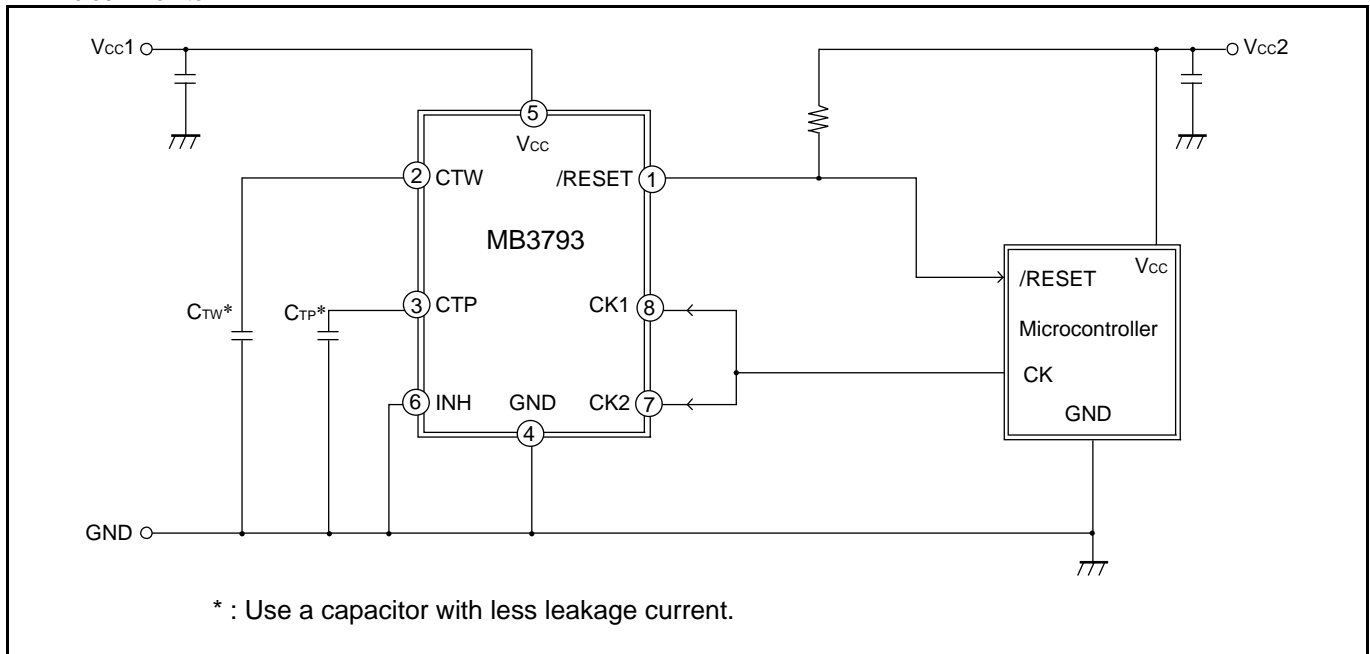 Vcc1
Vcc2
5
Vcc
2 CTW
/RESET 1
MB3793
/RESET
Vcc
3 CTP
CK1 8
CTW*
CTP*
Microcontroller
CK
6 INH
GND
CK2 7
GND
4
GND
* : Use a capacitor with less leakage current.